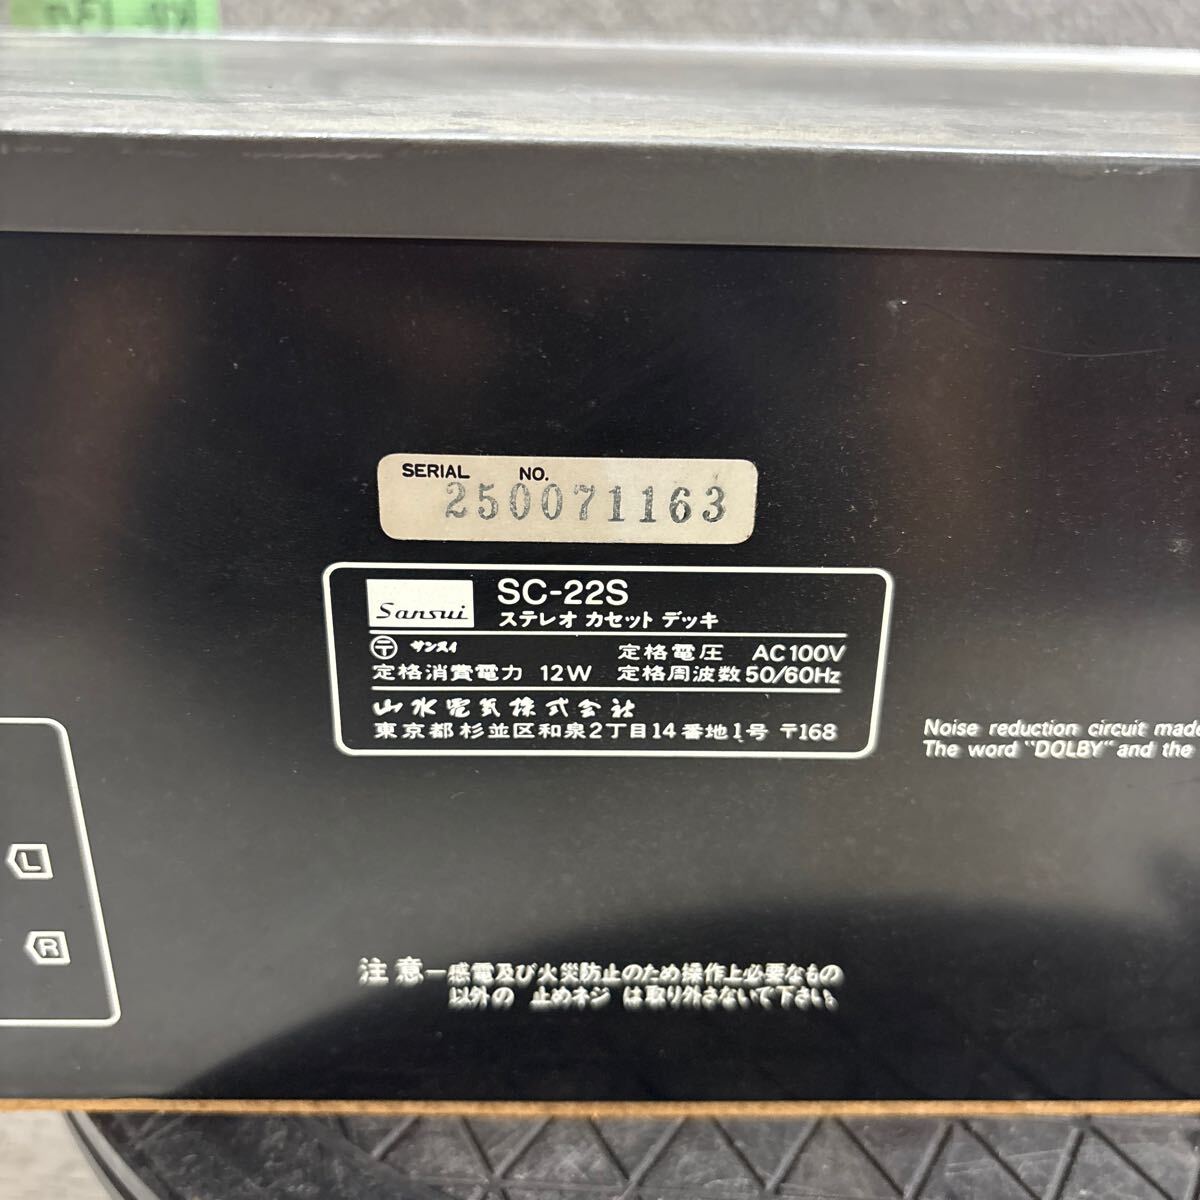 SERIAL NO.
250071163
Sansui
SC-22S
ステレオ カセット デッキ
〒 サンスイ 定格電圧 AC100V
定格消費電力 12W 定格周波数 50/60Hz
山水電気株式会社
東京都杉並区和泉2丁目14番地1号 〒168
Noise reduction circuit made
The word "DOLBY" and the
L
R
注意－感電及び火災防止のため操作上必要なもの
以外の 止めネジ は取り外さないで下さい。